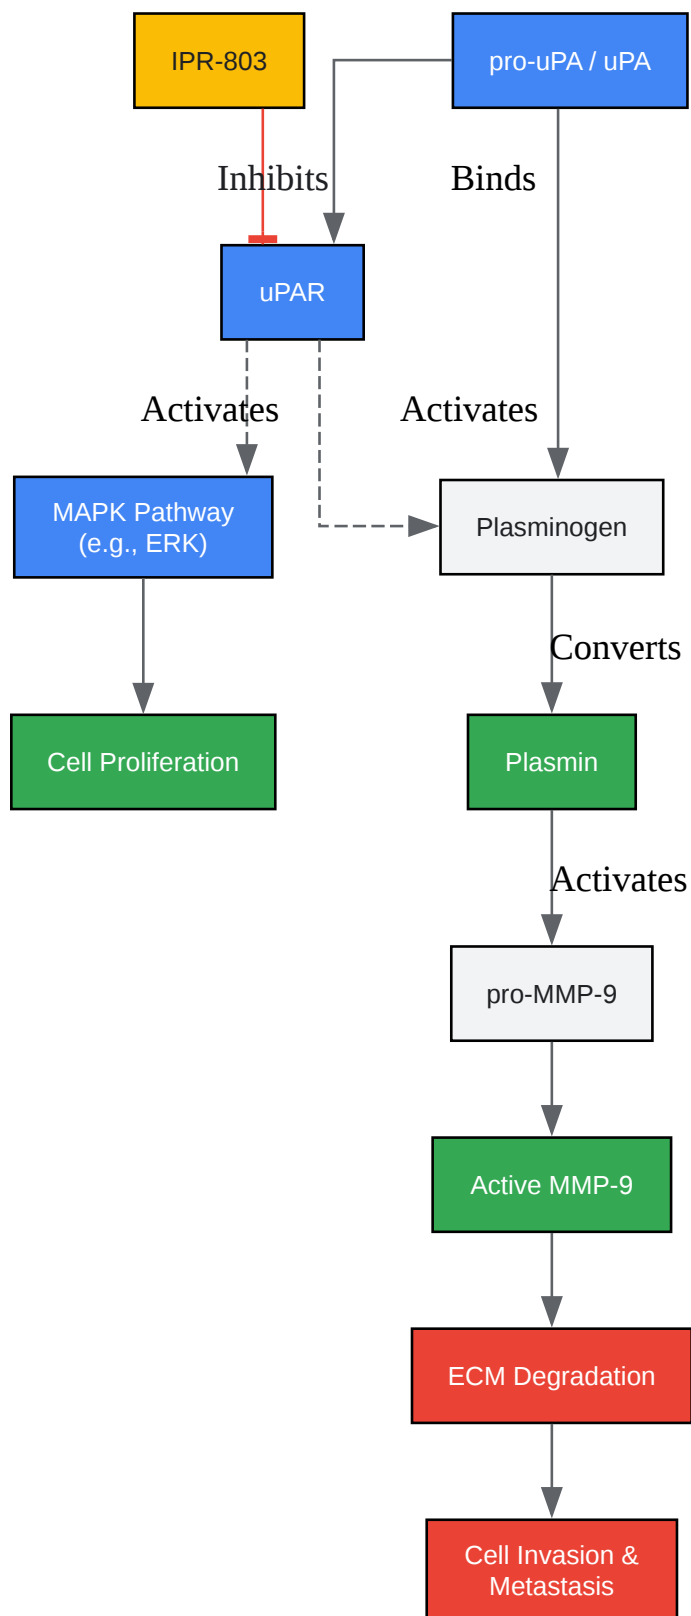 IPR-803
pro-uPA / uPA
Inhibits
Binds
uPAR
Activates
Activates
MAPK Pathway
(e.g., ERK)
Plasminogen
Converts
Cell Proliferation
Plasmin
Activates
pro-MMP-9
Active MMP-9
ECM Degradation
Cell Invasion &
Metastasis